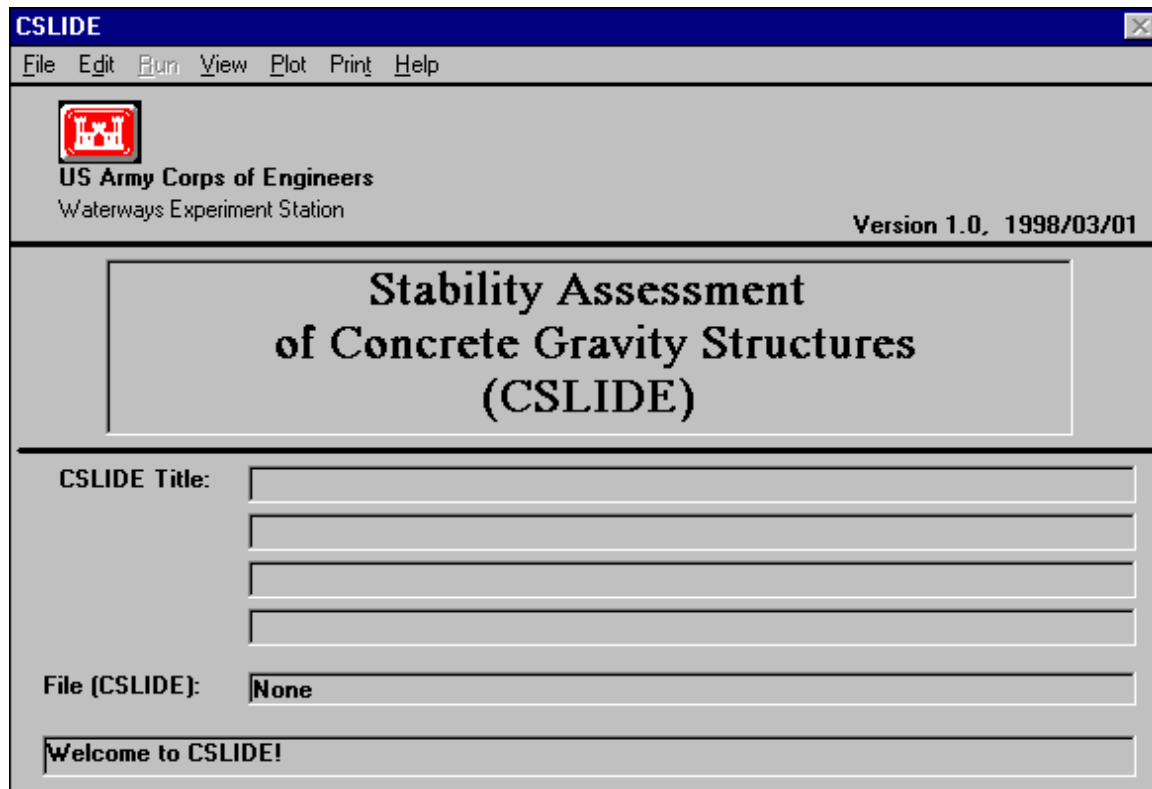 CSLIDE
File Edit Run View Plot Print Help
US Army Corps of Engineers
Waterways Experiment Station
Version 1.0, 1998/03/01
Stability Assessment
of Concrete Gravity Structures
(CSLIDE)
CSLIDE Title:
File (CSLIDE): None
Welcome to CSLIDE!